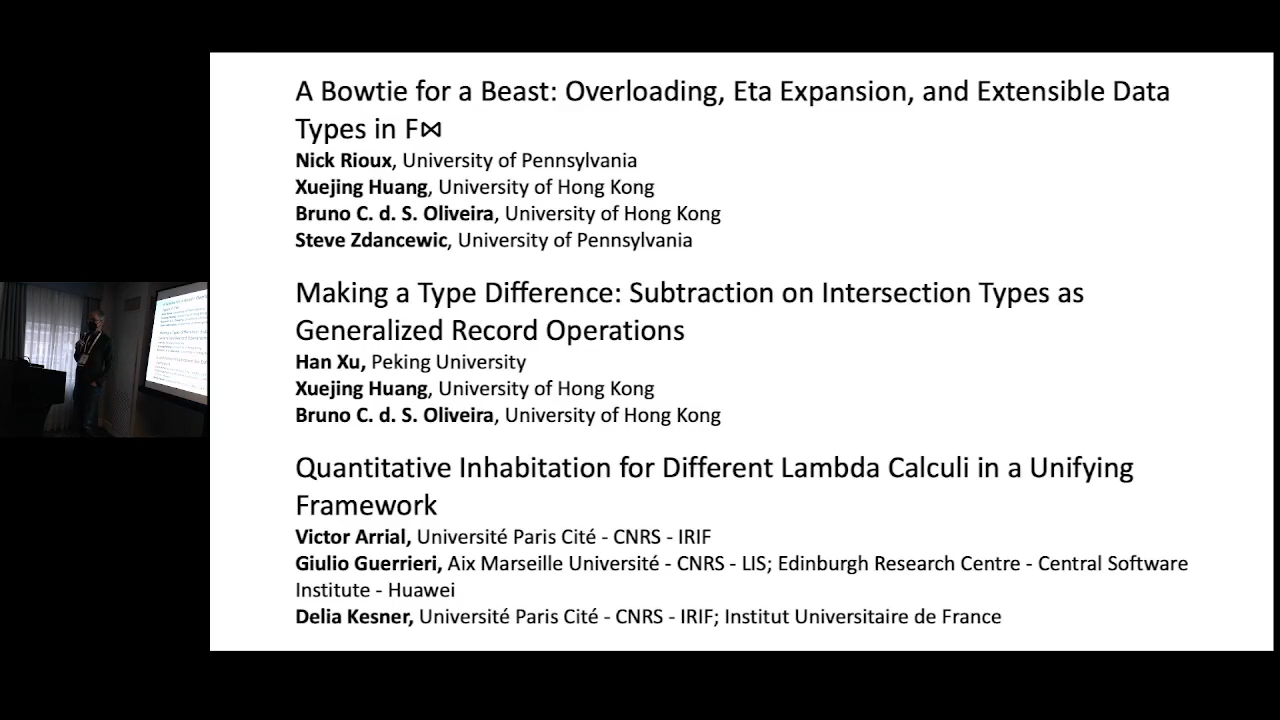 A Bowtie for a Beast: Overloading, Eta Expansion, and Extensible Data
Types in F⋈
Nick Rioux, University of Pennsylvania
Xuejing Huang, University of Hong Kong
Bruno C. d. S. Oliveira, University of Hong Kong
Steve Zdancewic, University of Pennsylvania
Making a Type Difference: Subtraction on Intersection Types as
Generalized Record Operations
Han Xu, Peking University
Xuejing Huang, University of Hong Kong
Bruno C. d. S. Oliveira, University of Hong Kong
Quantitative Inhabitation for Different Lambda Calculi in a Unifying
Framework
Victor Arrial, Université Paris Cité - CNRS - IRIF
Giulio Guerrieri, Aix Marseille Université - CNRS - LIS; Edinburgh Research Centre - Central Software
Institute - Huawei
Delia Kesner, Université Paris Cité - CNRS - IRIF; Institut Universitaire de France